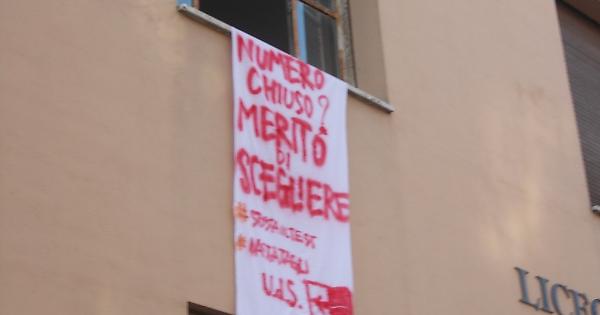 NUMERO
CHIUSO?
MERITO
DI
SCEGLIERE
U.d.S.
LICEO